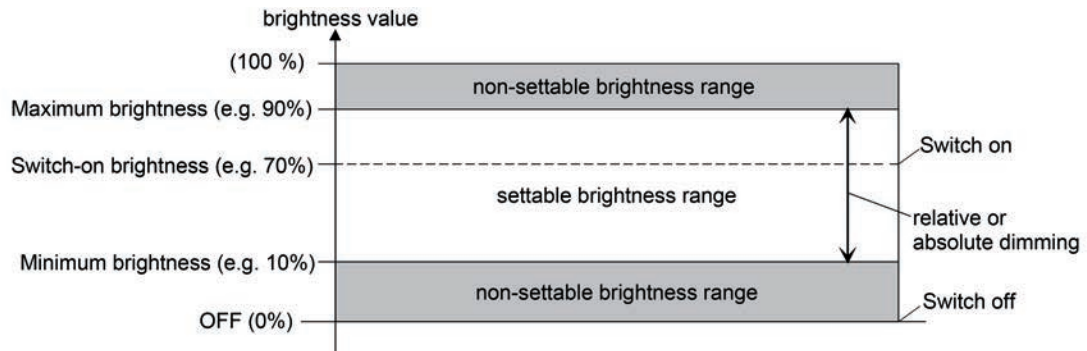 brightness value
(100 %)
non-settable brightness range
Maximum brightness (e.g. 90%)
Switch on
Switch-on brightness (e.g. 70%)
settable brightness range
relative or
absolute dimming
Minimum brightness (e.g. 10%)
non-settable brightness range
Switch off
OFF (0%)